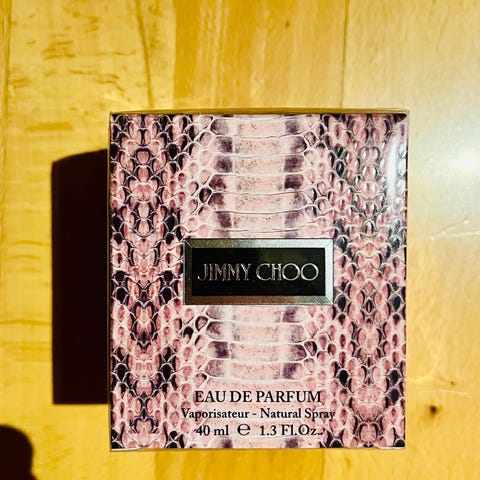 JIMMY CHOO
EAU DE PARFUM
Vaporisateur - Natural Spray
40 ml ℮ 1.3 Fl.Oz.